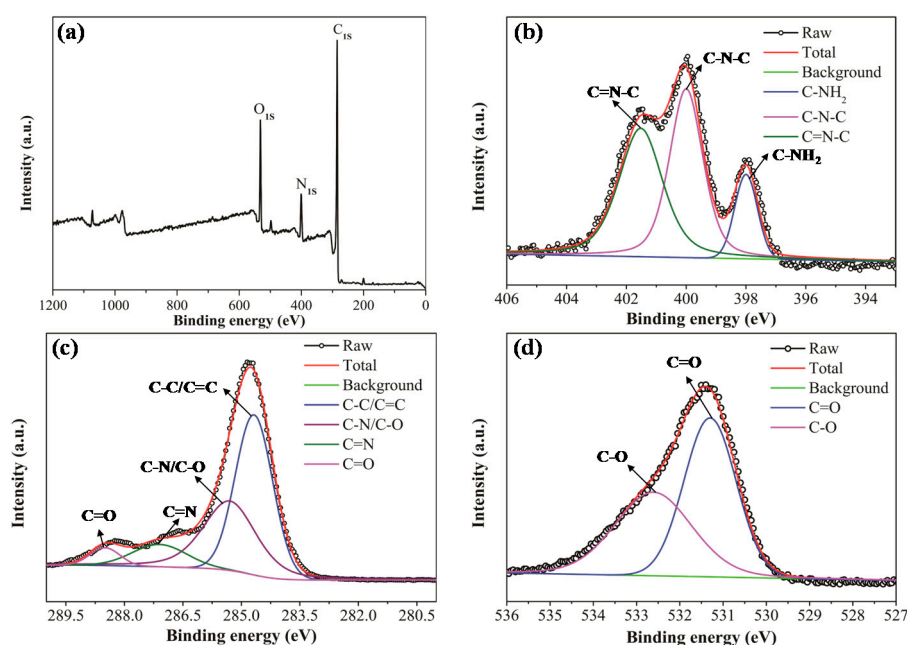 (a)
C1S
O1S
N1S
Intensity (a.u.)
1200 1000 800 600 400 200 0
Binding energy (eV)
(b)
C=N-C
C-N-C
C-NH2
Raw
Total
Background
C-NH2
C-N-C
C=N-C
Intensity (a.u.)
406 404 402 400 398 396 394
Binding energy (eV)
(c)
C-C/C=C
C-N/C-O
C=N
C=O
Raw
Total
Background
C-C/C=C
C-N/C-O
C=N
C=O
Intensity (a.u.)
289.5 288.0 286.5 285.0 283.5 282.0 280.5
Binding energy (eV)
(d)
C=O
C-O
Raw
Total
Background
C=O
C-O
Intensity (a.u.)
536 535 534 533 532 531 530 529 528 527
Binding energy (eV)